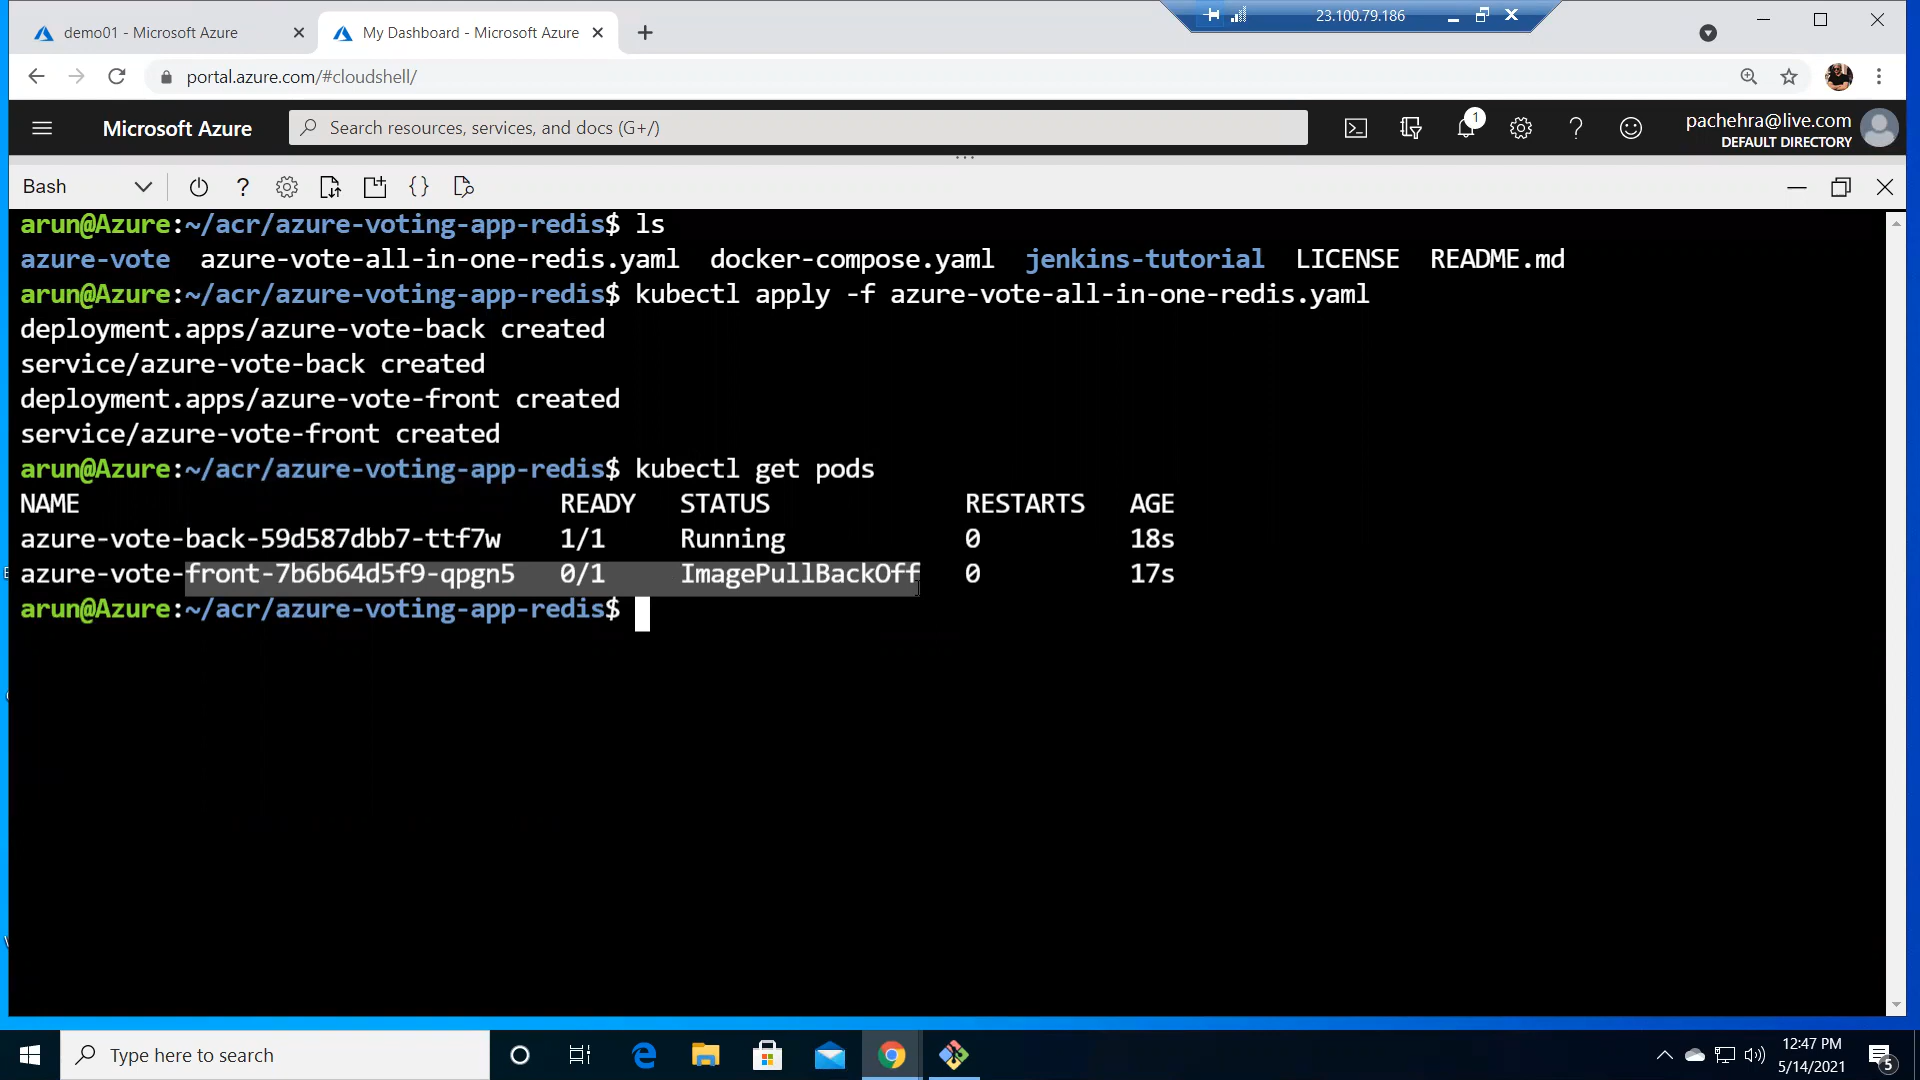 demo01 - Microsoft Azure
My Dashboard - Microsoft Azure
23.100.79.186
portal.azure.com/#cloudshell/
Microsoft Azure
Search resources, services, and docs (G+/)
1
pachehra@live.com
DEFAULT DIRECTORY
Bash
arun@Azure:~/acr/azure-voting-app-redis$ ls
azure-vote azure-vote-all-in-one-redis.yaml docker-compose.yaml jenkins-tutorial LICENSE README.md
arun@Azure:~/acr/azure-voting-app-redis$ kubectl apply -f azure-vote-all-in-one-redis.yaml
deployment.apps/azure-vote-back created
service/azure-vote-back created
deployment.apps/azure-vote-front created
service/azure-vote-front created
arun@Azure:~/acr/azure-voting-app-redis$ kubectl get pods
NAME READY STATUS RESTARTS AGE
azure-vote-back-59d587dbb7-ttf7w 1/1 Running 0 18s
azure-vote-front-7b6b64d5f9-qpgn5 0/1 ImagePullBackOff 0 17s
arun@Azure:~/acr/azure-voting-app-redis$
Type here to search
12:47 PM
5/14/2021
5